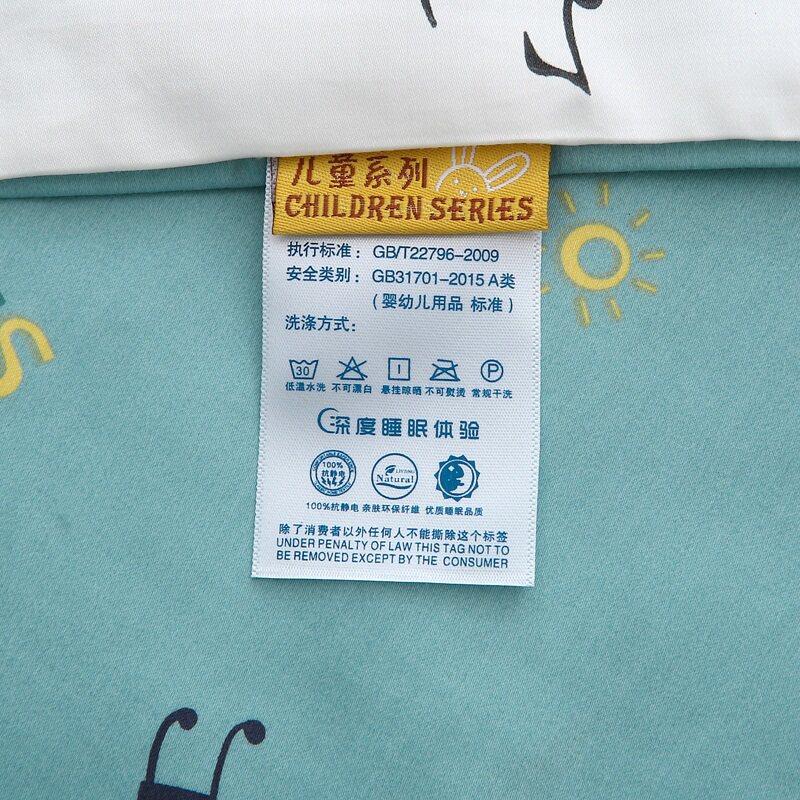 儿童系列
CHILDREN SERIES
执行标准: GB/T22796-2009
安全类别: GB31701-2015 A类
(婴幼儿用品 标准)
洗涤方式:
30 P
低温水洗 不可漂白 悬挂晾晒 不可熨烫 常规干洗
深度睡眠体验
100%
抗静电
LIVING
Natural
100%抗静电 亲肤环保纤维 优质睡眠品质
除了消费者以外任何人不能撕除这个标签
UNDER PENALTY OF LAW THIS TAG NOT TO
BE REMOVED EXCEPT BY THE CONSUMER
S